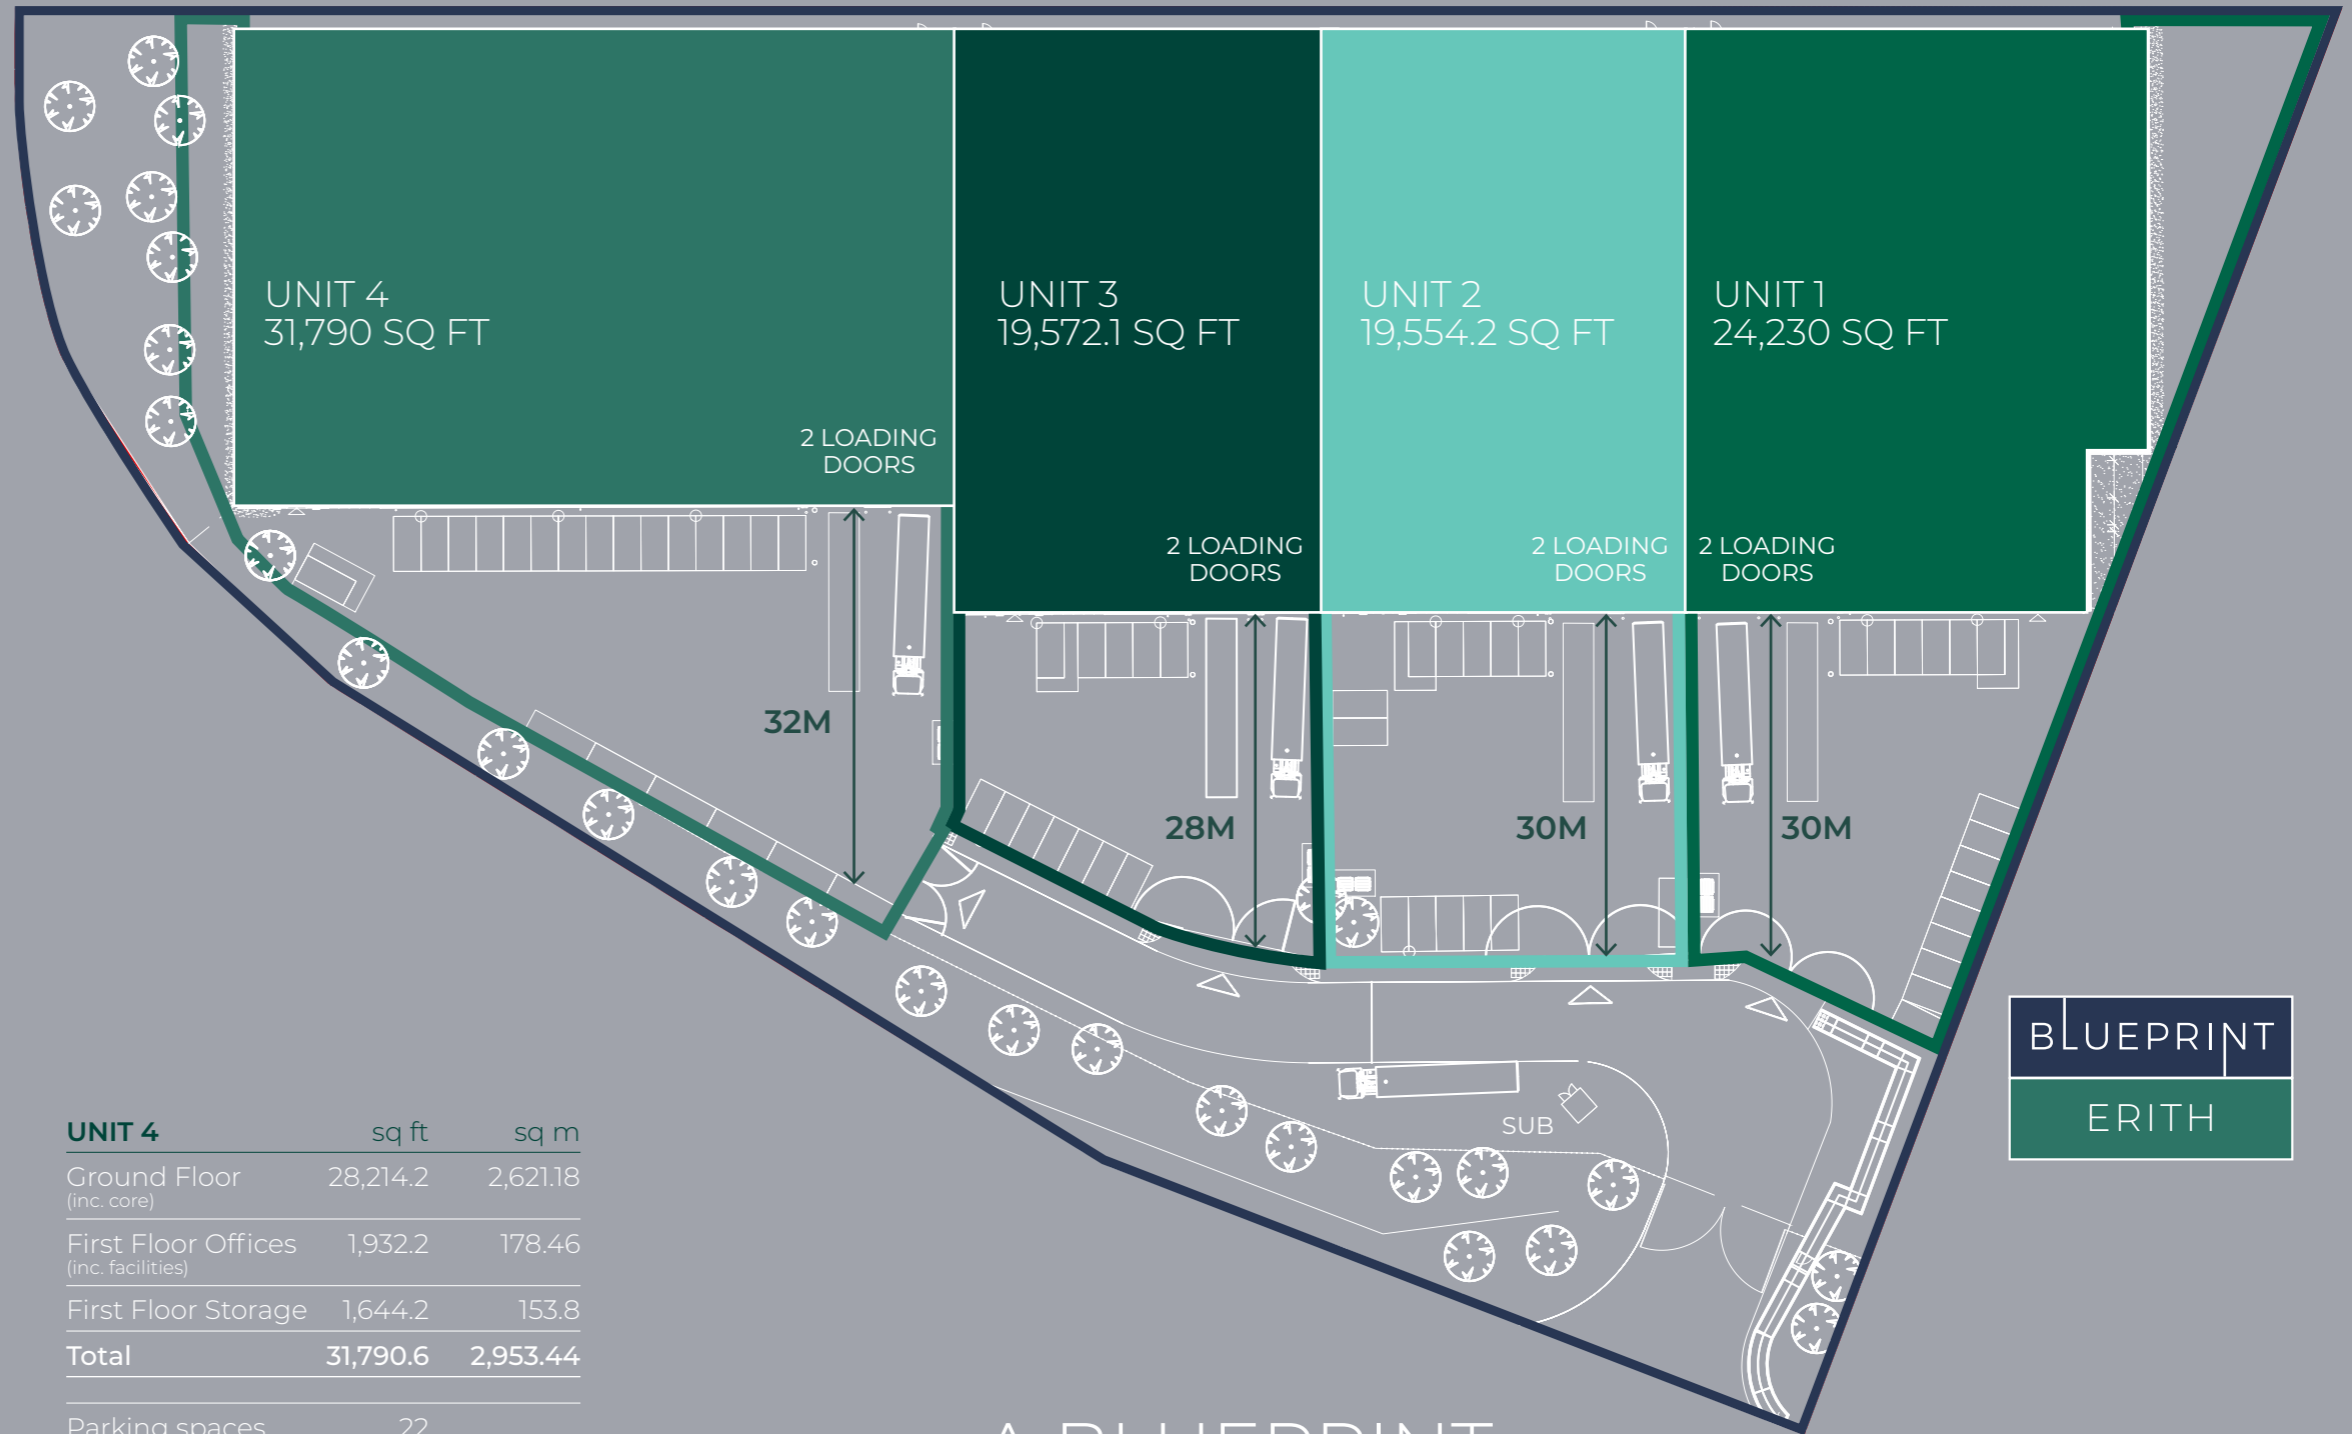 UNIT 4
31,790 SQ FT
2 LOADING
DOORS
UNIT 3
19,572.1 SQ FT
2 LOADING
DOORS
UNIT 2
19,554.2 SQ FT
2 LOADING
DOORS
UNIT 1
24,230 SQ FT
2 LOADING
DOORS
32M
28M
30M
30M
SUB
BLUEPRINT
ERITH
UNIT 4 sq ft sq m
Ground Floor 28,214.2 2,621.18
(inc. core)
First Floor Offices 1,932.2 178.46
(inc. facilities)
First Floor Storage 1,644.2 153.8
Total 31,790.6 2,953.44
Parking spaces 22
A BLUEPRINT